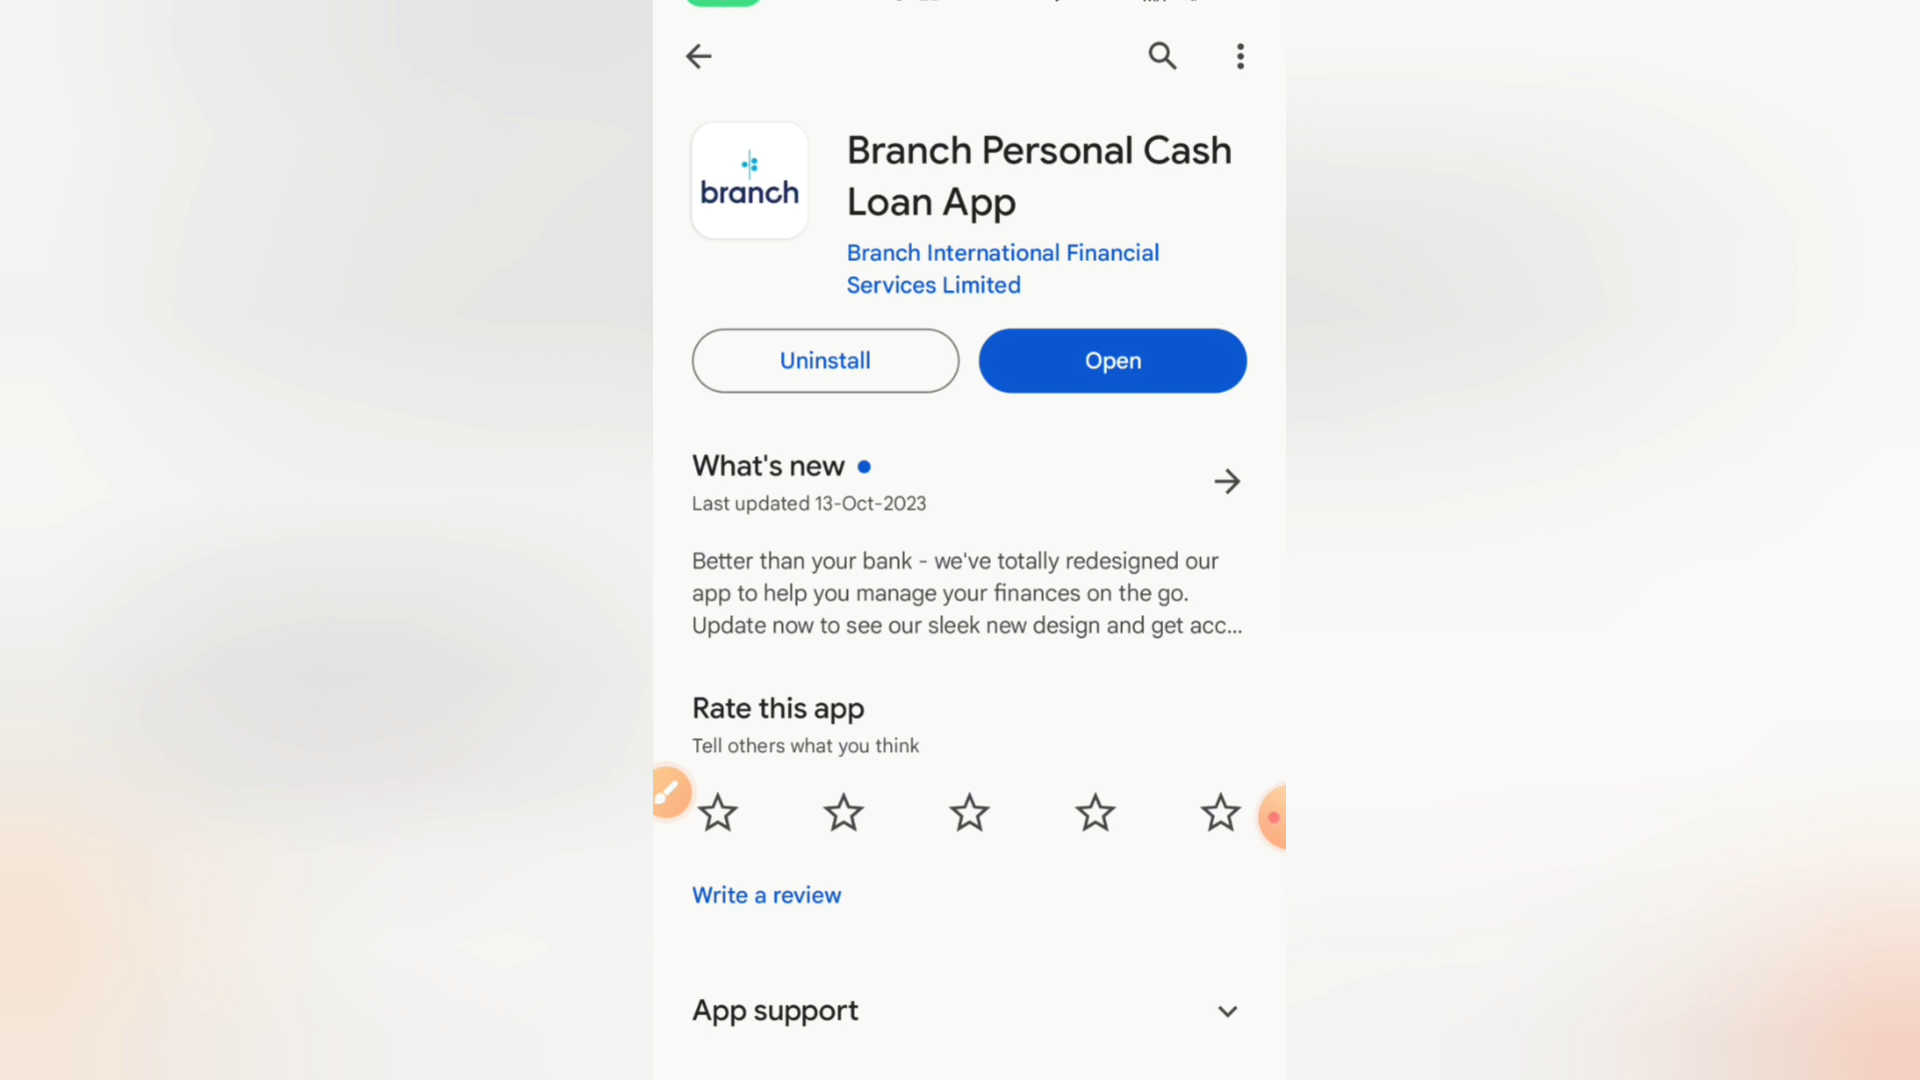 branch
Branch Personal Cash
Loan App
Branch International Financial
Services Limited
Uninstall
Open
What's new
Last updated 13-Oct-2023
Better than your bank - we've totally redesigned our
app to help you manage your finances on the go.
Update now to see our sleek new design and get acc...
Rate this app
Tell others what you think
Write a review
App support